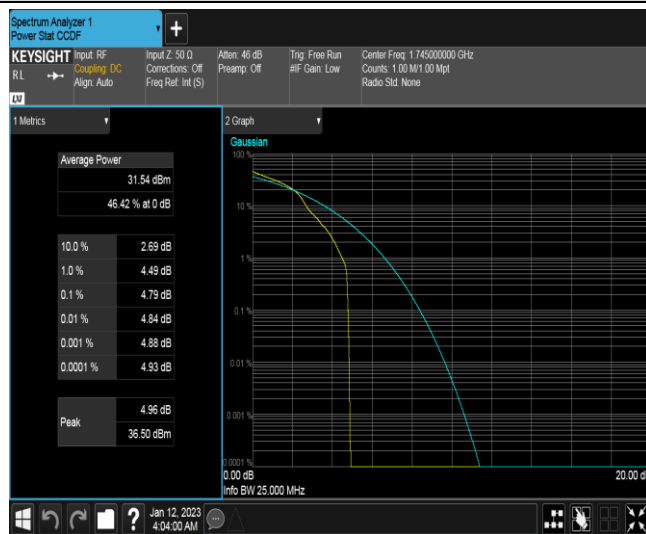 Spectrum Analyzer 1
Power Stat CCDF
+
KEYSIGHT
RL
LXI
Input: RF
Coupling: DC
Align: Auto
Input Z: 50 Ω
Corrections: Off
Freq Ref: Int (S)
Atten: 46 dB
Preamp: Off
Trig: Free Run
#IF Gain: Low
Center Freq: 1.745000000 GHz
Counts: 1.00 M/1.00 Mpt
Radio Std: None
1 Metrics
Average Power
31.54 dBm
46.42 % at 0 dB
10.0 % 2.69 dB
1.0 % 4.49 dB
0.1 % 4.79 dB
0.01 % 4.84 dB
0.001 % 4.88 dB
0.0001 % 4.93 dB
Peak
4.96 dB
36.50 dBm
2 Graph
Gaussian
100 %
10 %
1 %
0.1 %
0.01 %
0.001 %
0.0001 %
0.00 dB
20.00 d
Info BW 25.000 MHz
?
Jan 12, 2023
4:04:00 AM